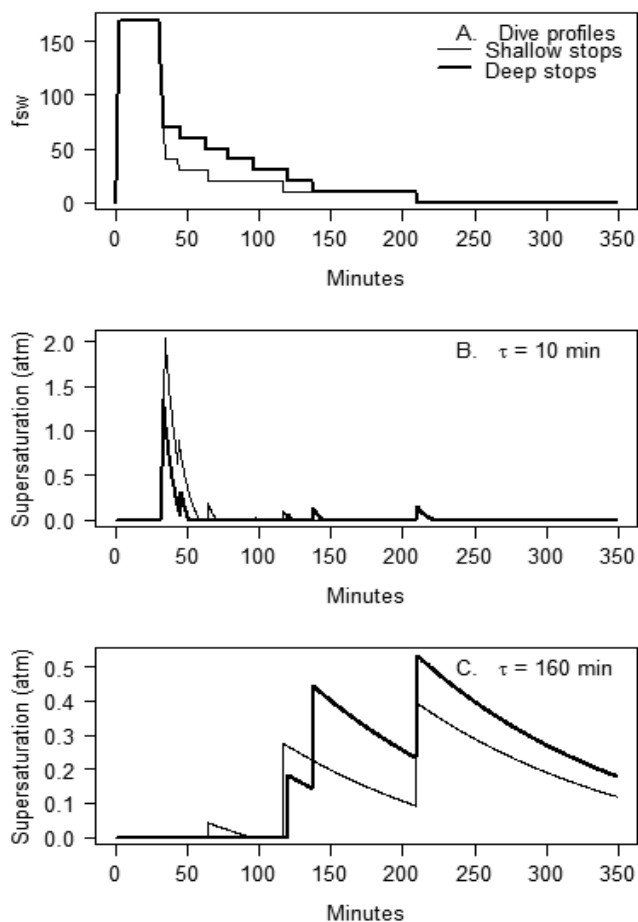 A. Dive profiles
Shallow stops
Deep stops
fsw
150
100
50
0
0 50 100 150 200 250 300 350
Minutes
B. τ = 10 min
Supersaturation (atm)
2.0
1.5
1.0
0.5
0.0
0 50 100 150 200 250 300 350
Minutes
C. τ = 160 min
Supersaturation (atm)
0.5
0.4
0.3
0.2
0.1
0.0
0 50 100 150 200 250 300 350
Minutes